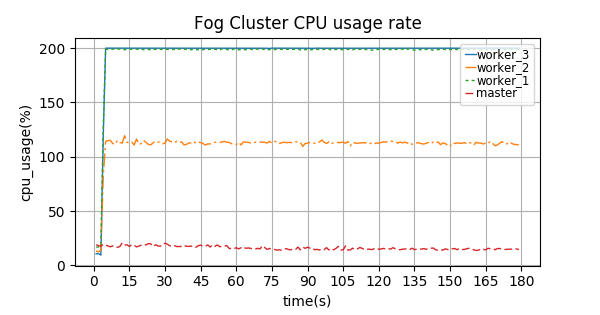 Fog Cluster CPU usage rate
cpu_usage(%)
200
150
100
50
0
worker_3
worker_2
worker_1
master
0 15 30 45 60 75 90 105 120 135 150 165 180
time(s)